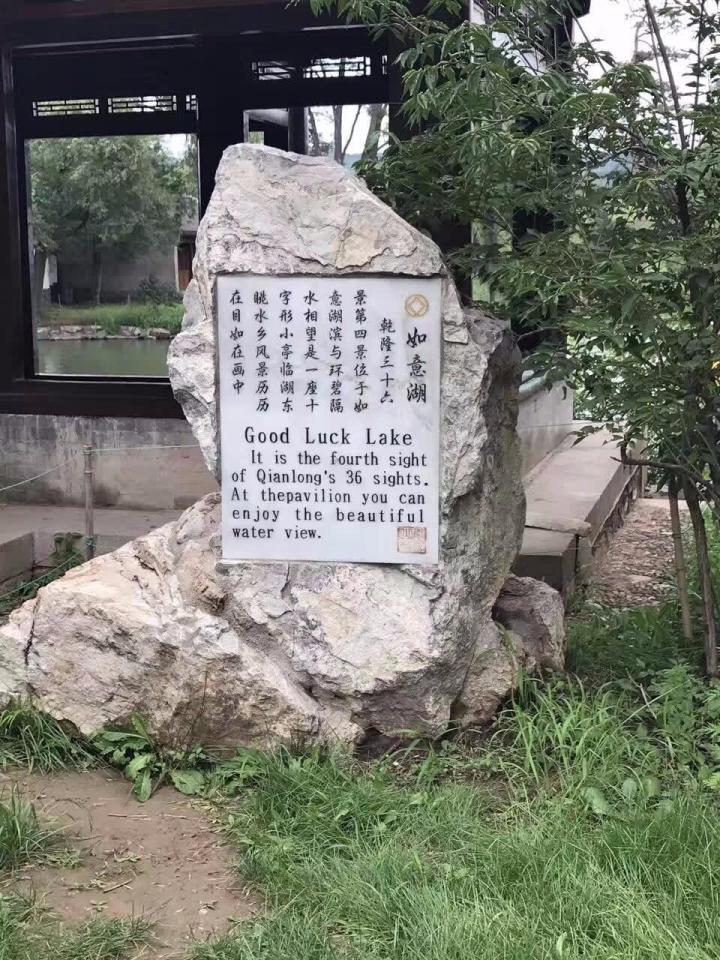 如意湖
乾隆三十六
景第四景位于如
意湖滨与环碧隔
水相望是一座十
字形小亭临湖东
眺水乡风景历历
在目如在画中
Good Luck Lake
It is the fourth sight
of Qianlong's 36 sights.
At thepavilion you can
enjoy the beautiful
water view.